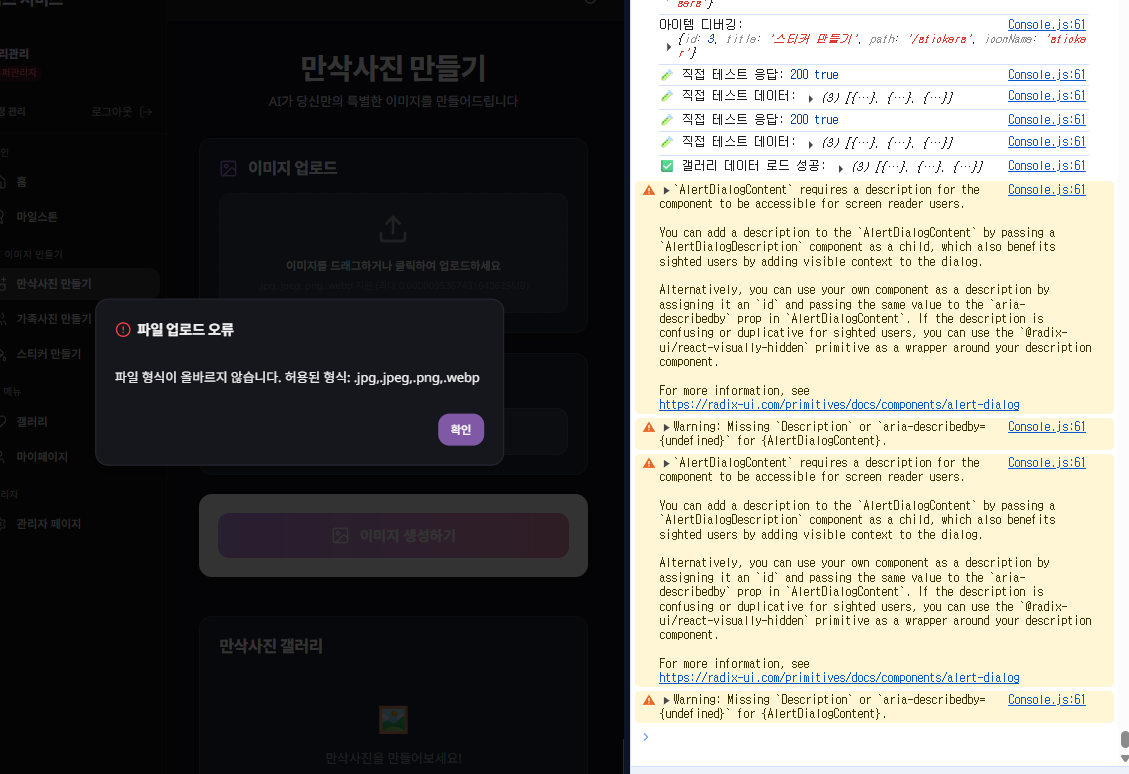 리관리
로그아웃
홈
마일스톤
이미지 만들기
만삭사진 만들기
가족사진 만들기
스티커 만들기
메뉴
갤러리
마이페이지
관리자 페이지
만삭사진 만들기
AI가 당신만의 특별한 이미지를 만들어드립니다
이미지 업로드
이미지를 드래그하거나 클릭하여 업로드하세요
파일 업로드 오류
파일 형식이 올바르지 않습니다. 허용된 형식: .jpg,.jpeg,.png,.webp
확인
이미지 생성하기
만삭사진 갤러리
만삭사진을 만들어보세요!
아이템 디버깅: Console.js:61
{id: 3, title: '스티커 만들기', path: '/stickers', iconName: 'sticke
r'}
직접 테스트 응답: 200 true Console.js:61
직접 테스트 데이터: (3) [{…}, {…}, {…}] Console.js:61
직접 테스트 응답: 200 true Console.js:61
직접 테스트 데이터: (3) [{…}, {…}, {…}] Console.js:61
갤러리 데이터 로드 성공: (3) [{…}, {…}, {…}] Console.js:61
`AlertDialogContent` requires a description for the Console.js:61
component to be accessible for screen reader users.
You can add a description to the `AlertDialogContent` by passing a
`AlertDialogDescription` component as a child, which also benefits
sighted users by adding visible context to the dialog.
Alternatively, you can use your own component as a description by
assigning it an `id` and passing the same value to the `aria-
describedby` prop in `AlertDialogContent`. If the description is
confusing or duplicative for sighted users, you can use the `@radix-
ui/react-visually-hidden` primitive as a wrapper around your description
component.
For more information, see
https://radix-ui.com/primitives/docs/components/alert-dialog
Warning: Missing `Description` or `aria-describedby= Console.js:61
{undefined}` for {AlertDialogContent}.
`AlertDialogContent` requires a description for the Console.js:61
component to be accessible for screen reader users.
You can add a description to the `AlertDialogContent` by passing a
`AlertDialogDescription` component as a child, which also benefits
sighted users by adding visible context to the dialog.
Alternatively, you can use your own component as a description by
assigning it an `id` and passing the same value to the `aria-
describedby` prop in `AlertDialogContent`. If the description is
confusing or duplicative for sighted users, you can use the `@radix-
ui/react-visually-hidden` primitive as a wrapper around your description
component.
For more information, see
https://radix-ui.com/primitives/docs/components/alert-dialog
Warning: Missing `Description` or `aria-describedby= Console.js:61
{undefined}` for {AlertDialogContent}.